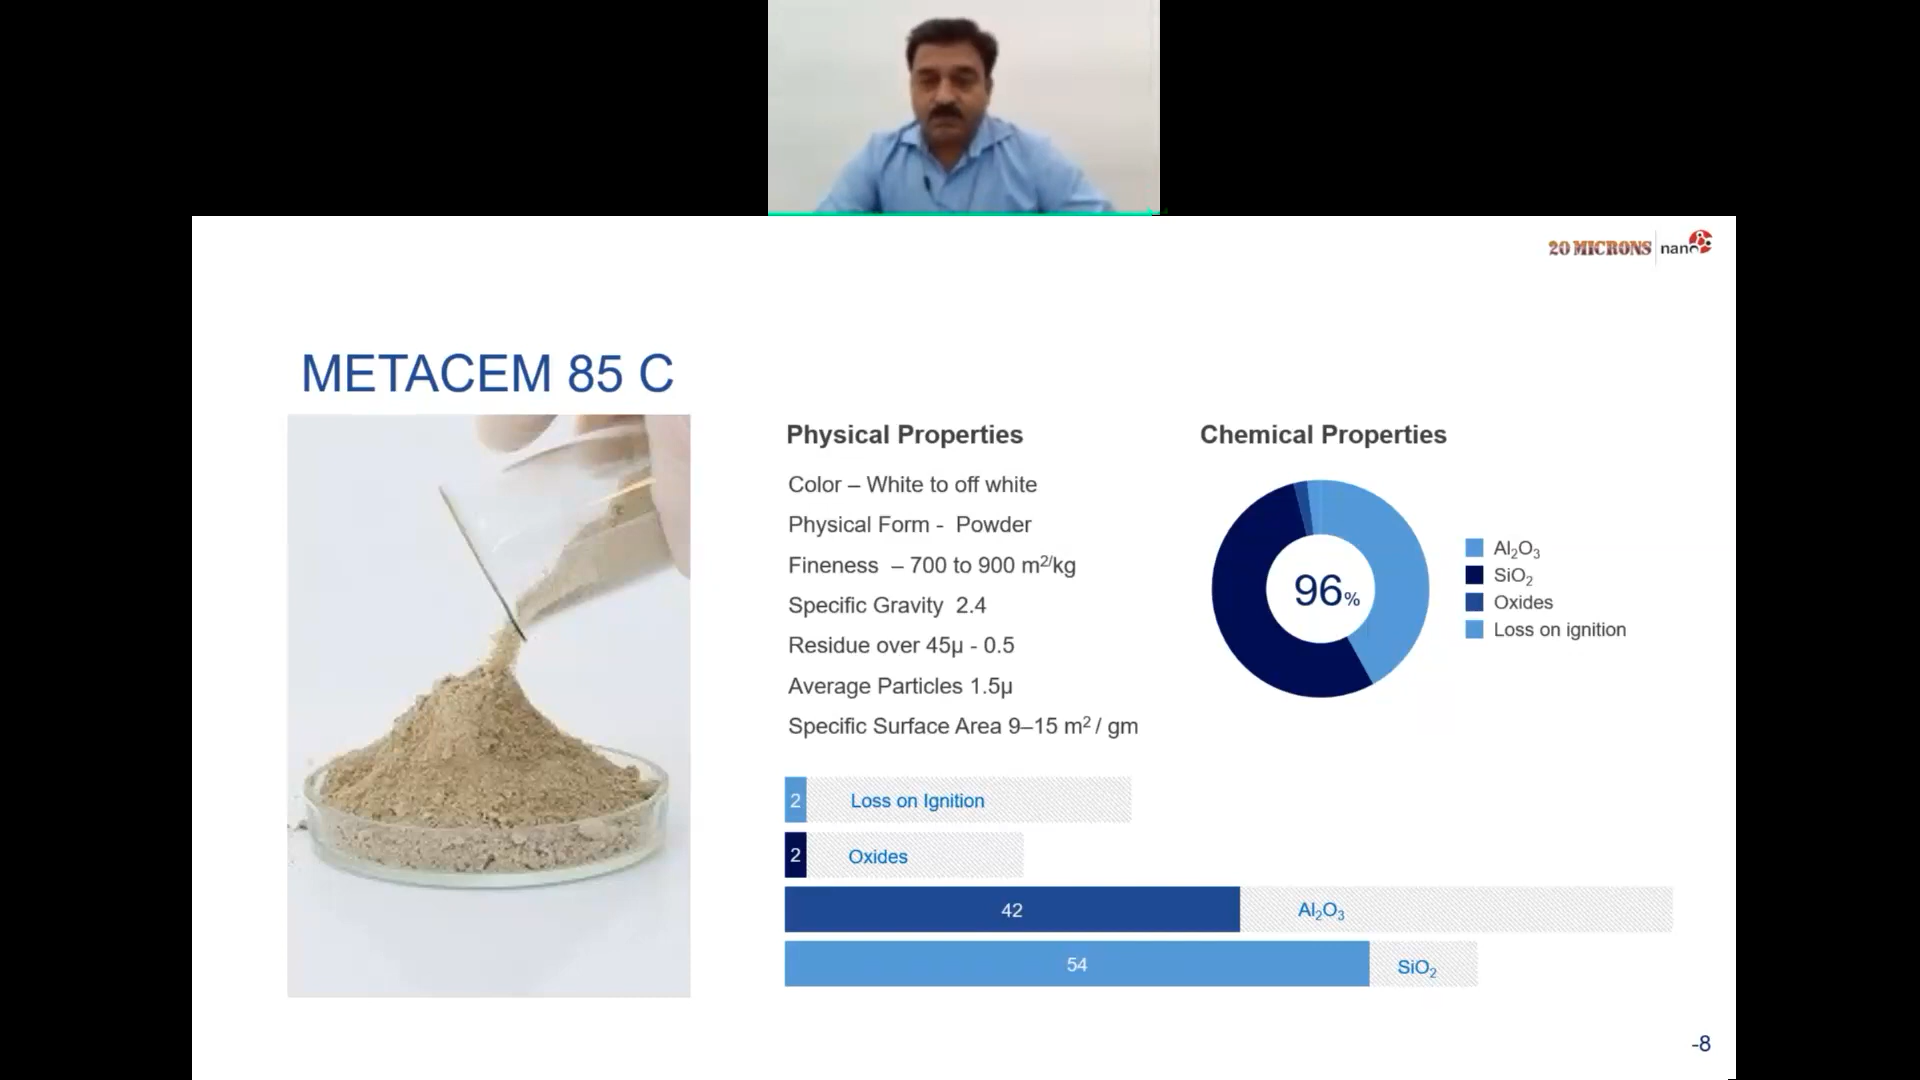 20 MICRONS nano
METACEM 85 C
Physical Properties
Color – White to off white
Physical Form - Powder
Fineness – 700 to 900 m²/kg
Specific Gravity 2.4
Residue over 45µ - 0.5
Average Particles 1.5µ
Specific Surface Area 9–15 m² / gm
Chemical Properties
96%
Al₂O₃
SiO₂
Oxides
Loss on ignition
2 Loss on Ignition
2 Oxides
42 Al₂O₃
54 SiO₂
-8